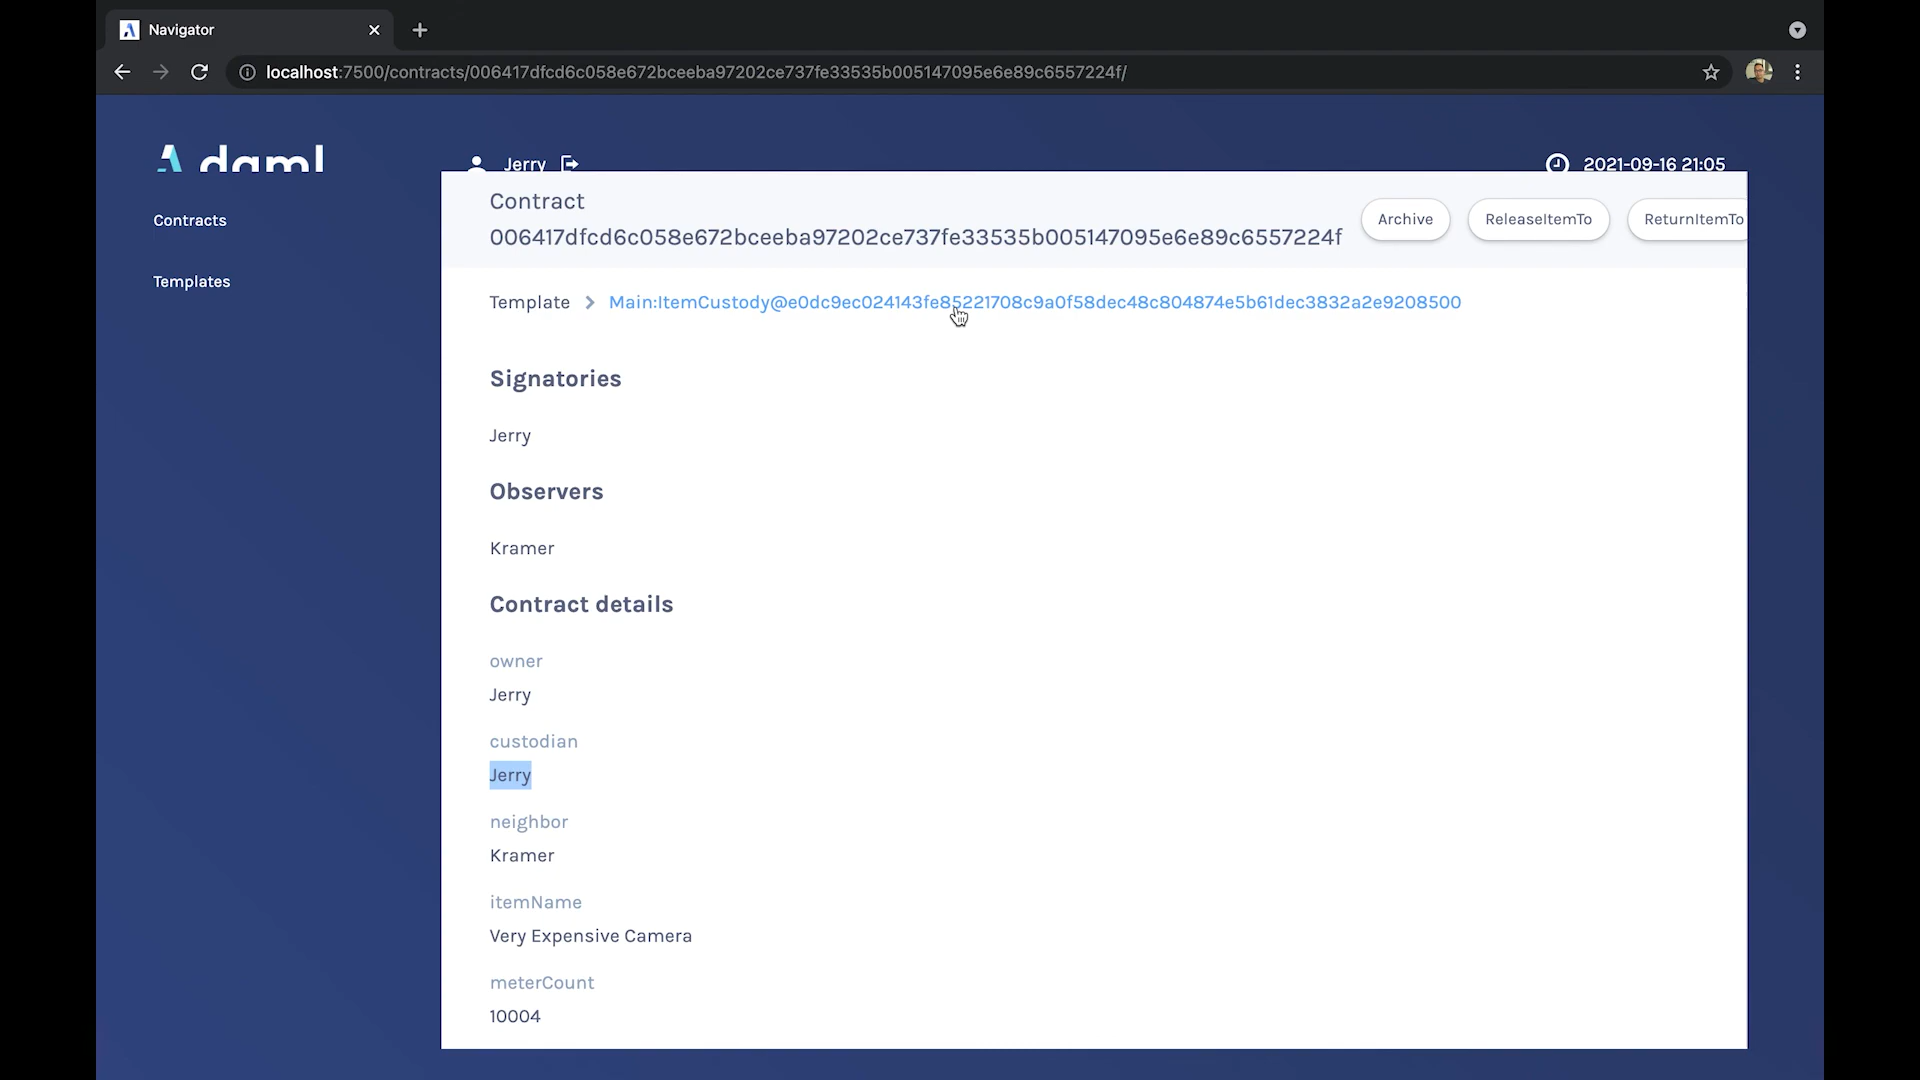 Navigator
localhost:7500/contracts/006417dfcd6c058e672bceeba97202ce737fe33535b005147095e6e89c6557224f/
daml
Jerry
2021-09-16 21:05
Contracts
Templates
Contract
006417dfcd6c058e672bceeba97202ce737fe33535b005147095e6e89c6557224f
Archive
ReleaseItemTo
ReturnItemTo
Template > Main:ItemCustody@e0dc9ec024143fe85221708c9a0f58dec48c804874e5b61dec3832a2e9208500
Signatories
Jerry
Observers
Kramer
Contract details
owner
Jerry
custodian
Jerry
neighbor
Kramer
itemName
Very Expensive Camera
meterCount
10004